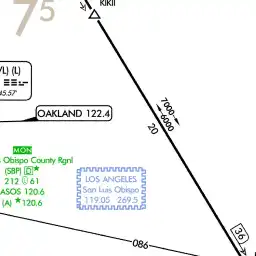 KIKII
75
/L) (L)
45.57'
OAKLAND 122.4
7000
6000
20
MON
Obispo County Rgnl
(SBP) D★
212 61
ASOS 120.6
(A) ★120.6
LOS ANGELES
San Luis Obispo
119.05 269.5
086
36